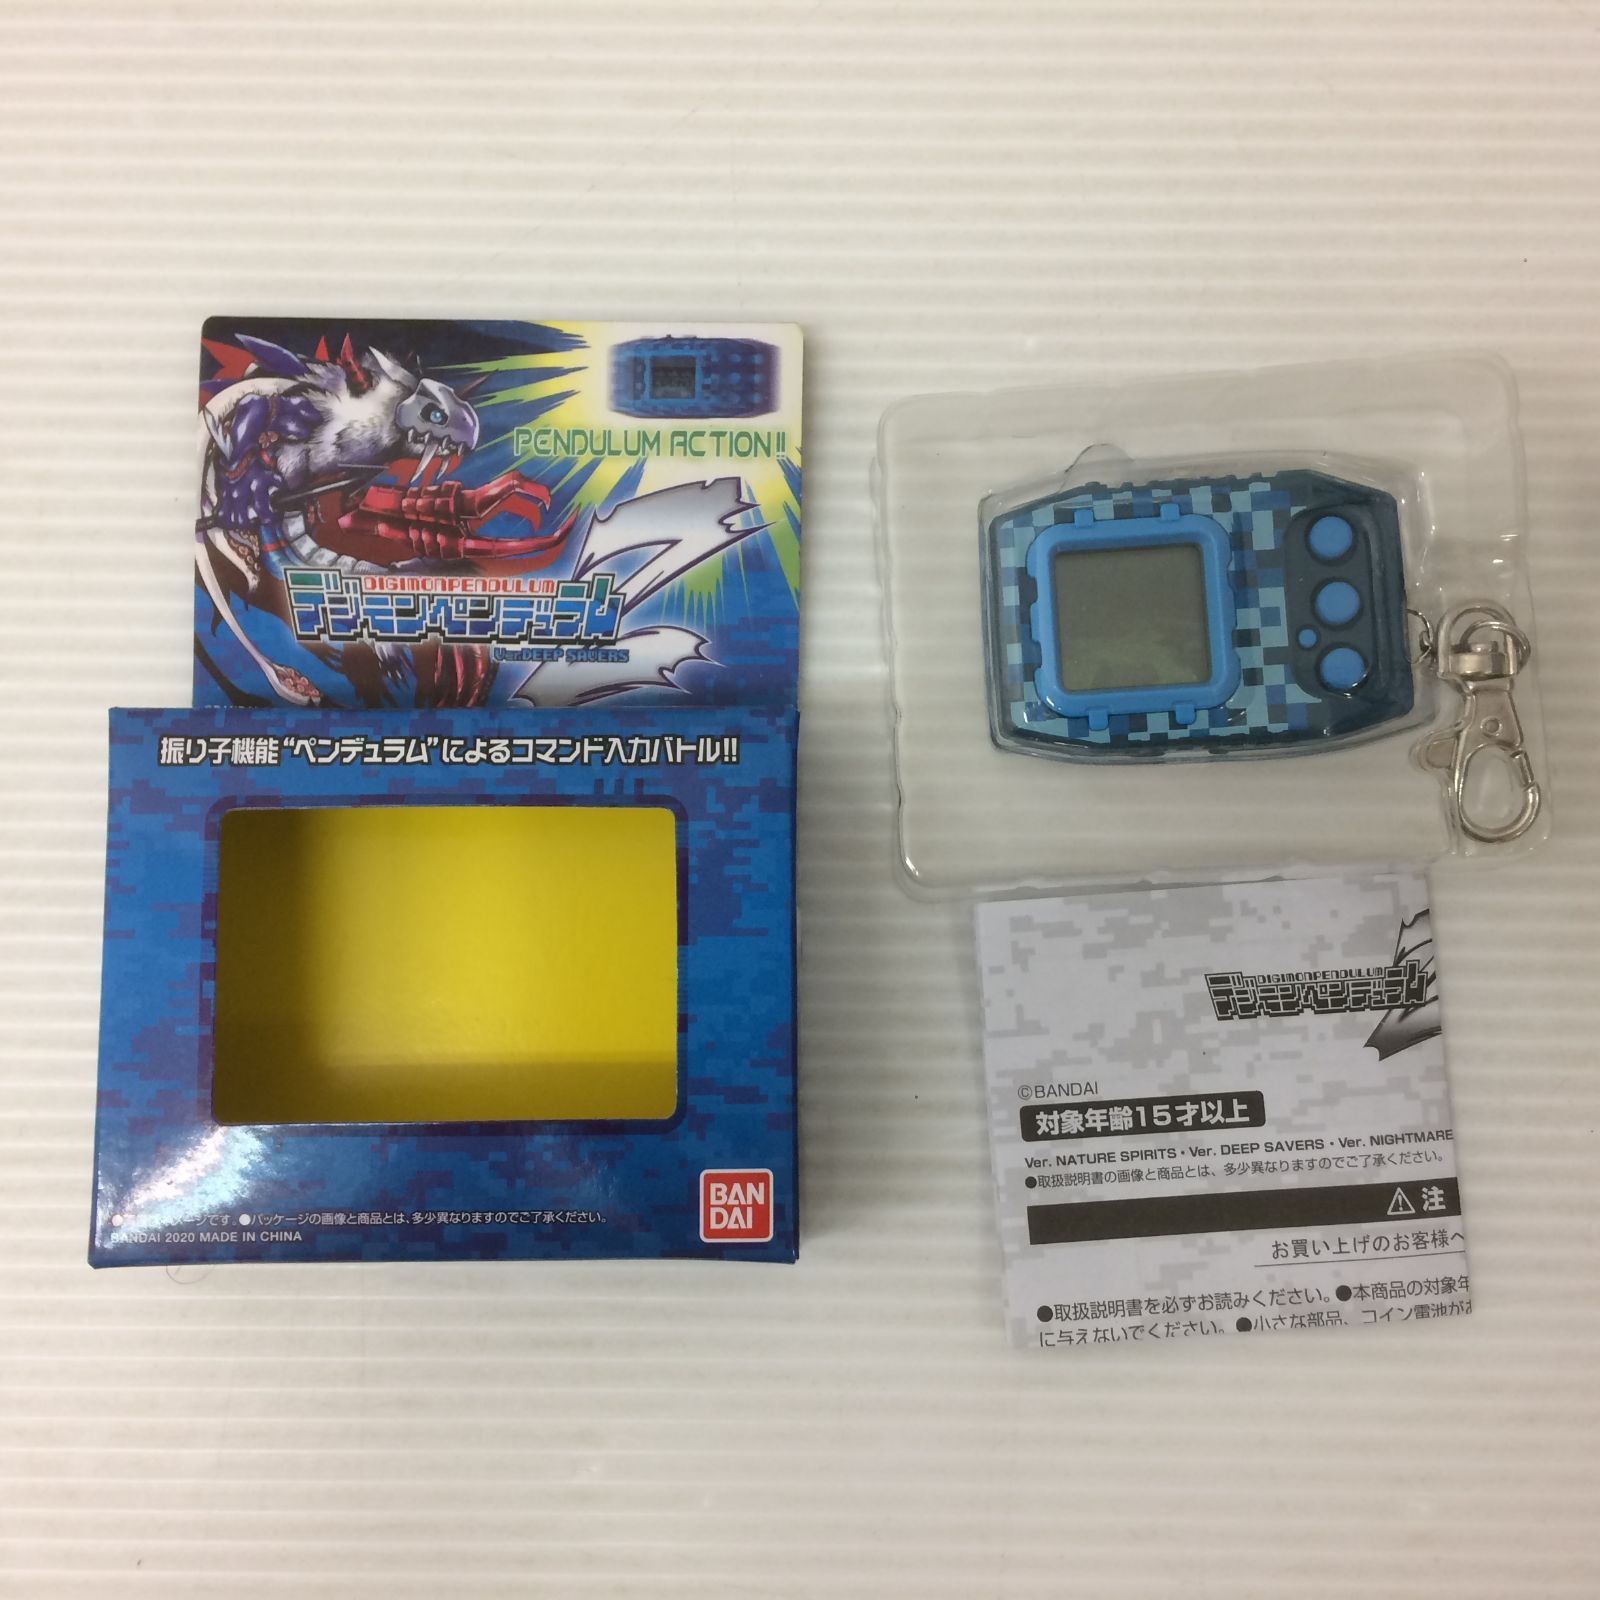 PENDULUM ACTION!!
DIGIMONPENDULUM
デジモンペンデュラム
Z
Ver.DEEP SAVERS
振り子機能“ペンデュラム”によるコマンド入力バトル!!
ージです。●パッケージの画像と商品とは、多少異なりますのでご了承ください。
BANDAI 2020 MADE IN CHINA
BAN
DAI
DIGIMONPENDULUM
デジモンペンデュラム
Z
©BANDAI
対象年齢15才以上
Ver. NATURE SPIRITS・Ver. DEEP SAVERS・Ver. NIGHTMARE
●取扱説明書の画像と商品とは、多少異なりますのでご了承ください。
⚠注
お買い上げのお客様へ
●取扱説明書を必ずお読みください。●本商品の対象年
に与えないでください。●小さな部品、コイン電池が